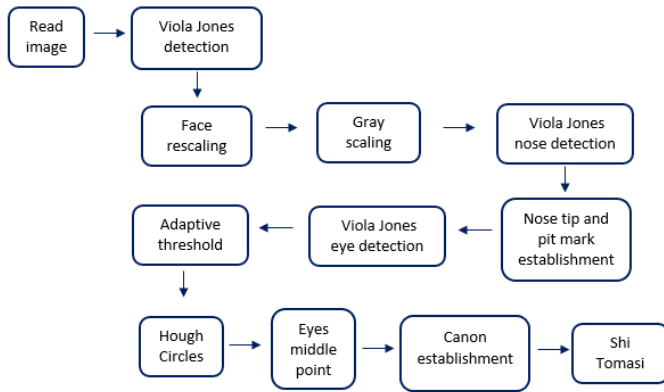 Read
image
Viola Jones
detection
Face
rescaling
Gray
scaling
Viola Jones
nose detection
Nose tip and
pit mark
establishment
Viola Jones
eye detection
Adaptive
threshold
Hough
Circles
Eyes
middle
point
Canon
establishment
Shi
Tomasi